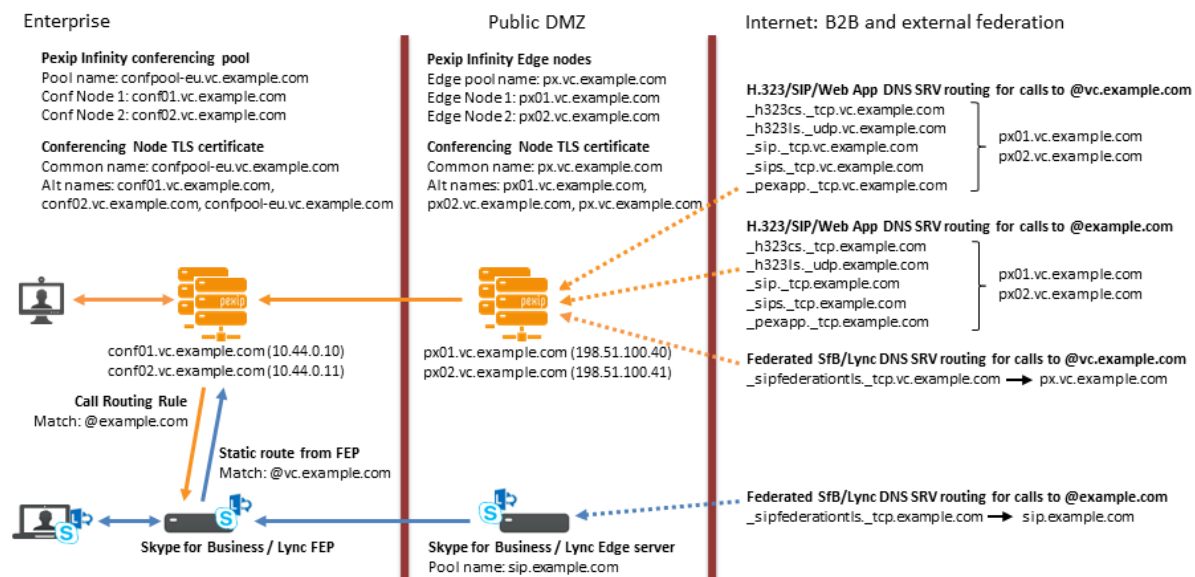 Enterprise
Pexip Infinity conferencing pool
Pool name: confpool-eu.vc.example.com
Conf Node 1: conf01.vc.example.com
Conf Node 2: conf02.vc.example.com
Conferencing Node TLS certificate
Common name: confpool-eu.vc.example.com
Alt names: conf01.vc.example.com,
conf02.vc.example.com, confpool-eu.vc.example.com
pexip
conf01.vc.example.com (10.44.0.10)
conf02.vc.example.com (10.44.0.11)
Call Routing Rule
Match: @example.com
Static route from FEP
Match: @vc.example.com
S
S
Skype for Business / Lync FEP
Public DMZ
Pexip Infinity Edge nodes
Edge pool name: px.vc.example.com
Edge Node 1: px01.vc.example.com
Edge Node 2: px02.vc.example.com
Conferencing Node TLS certificate
Common name: px.vc.example.com
Alt names: px01.vc.example.com,
px02.vc.example.com, px.vc.example.com
pexip
px01.vc.example.com (198.51.100.40)
px02.vc.example.com (198.51.100.41)
S
Skype for Business / Lync Edge server
Pool name: sip.example.com
Internet: B2B and external federation
H.323/SIP/Web App DNS SRV routing for calls to @vc.example.com
_h323cs._tcp.vc.example.com
_h323ls._udp.vc.example.com
_sip._tcp.vc.example.com
_sips._tcp.vc.example.com
_pexapp._tcp.vc.example.com
px01.vc.example.com
px02.vc.example.com
H.323/SIP/Web App DNS SRV routing for calls to @example.com
_h323cs._tcp.example.com
_h323ls._udp.example.com
_sip._tcp.example.com
_sips._tcp.example.com
_pexapp._tcp.example.com
px01.vc.example.com
px02.vc.example.com
Federated SfB/Lync DNS SRV routing for calls to @vc.example.com
_sipfederationtls._tcp.vc.example.com → px.vc.example.com
Federated SfB/Lync DNS SRV routing for calls to @example.com
_sipfederationtls._tcp.example.com → sip.example.com